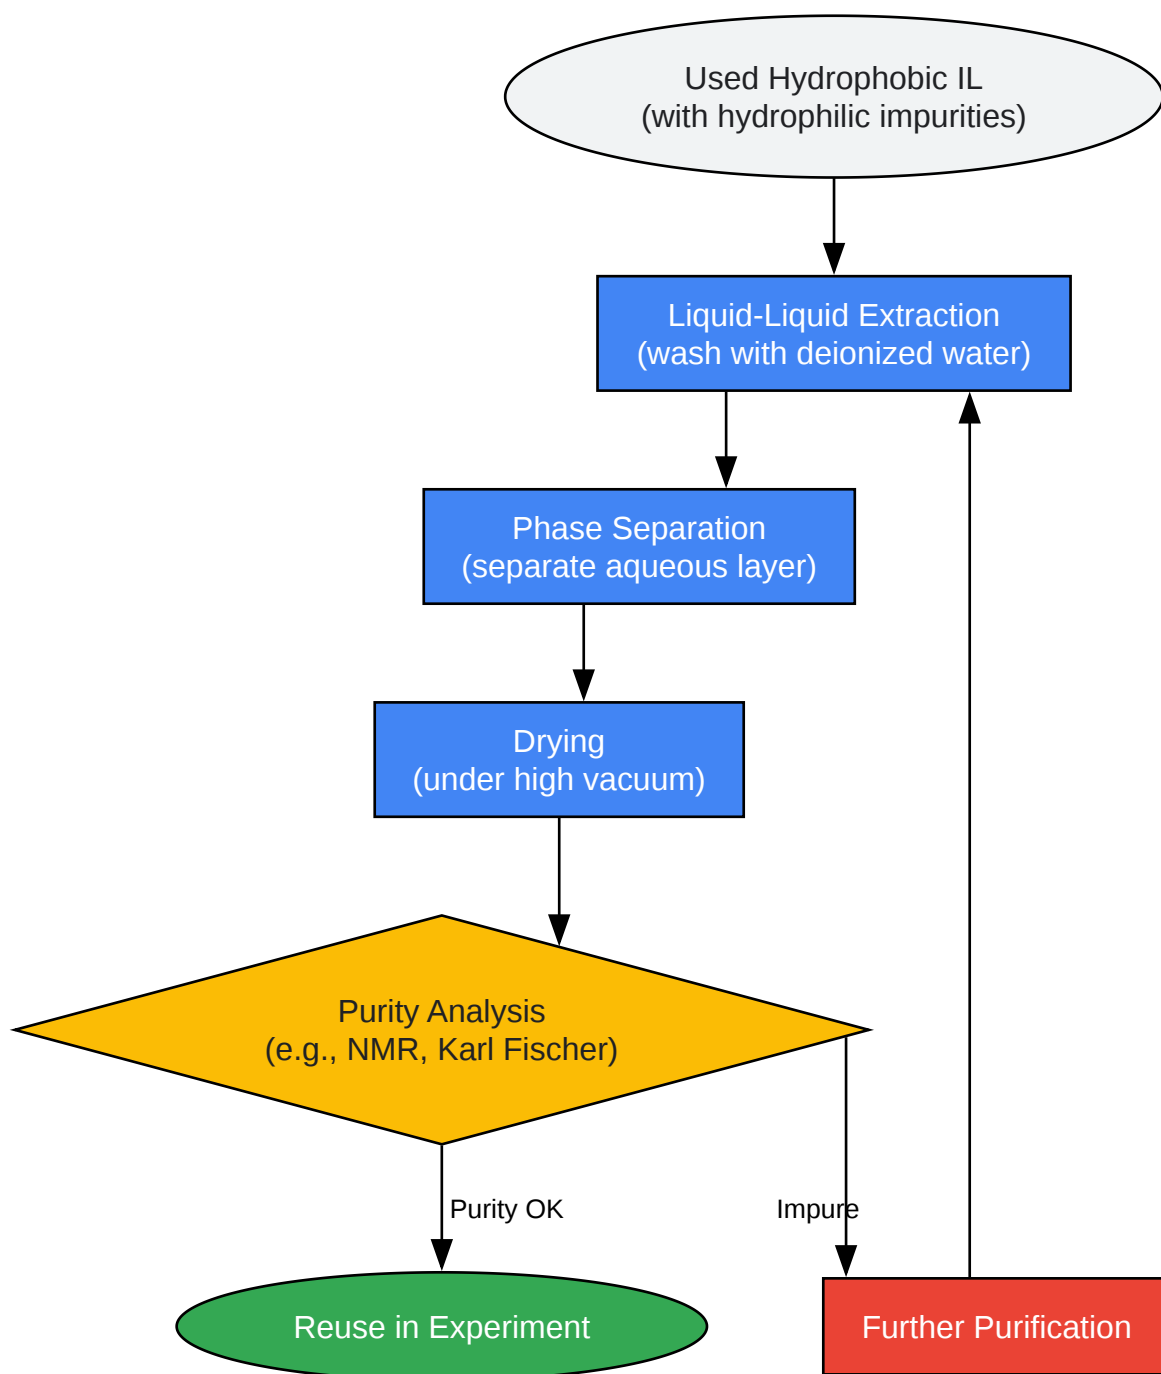 Used Hydrophobic IL
(with hydrophilic impurities)
Liquid-Liquid Extraction
(wash with deionized water)
Phase Separation
(separate aqueous layer)
Drying
(under high vacuum)
Purity Analysis
(e.g., NMR, Karl Fischer)
Purity OK
Impure
Reuse in Experiment
Further Purification